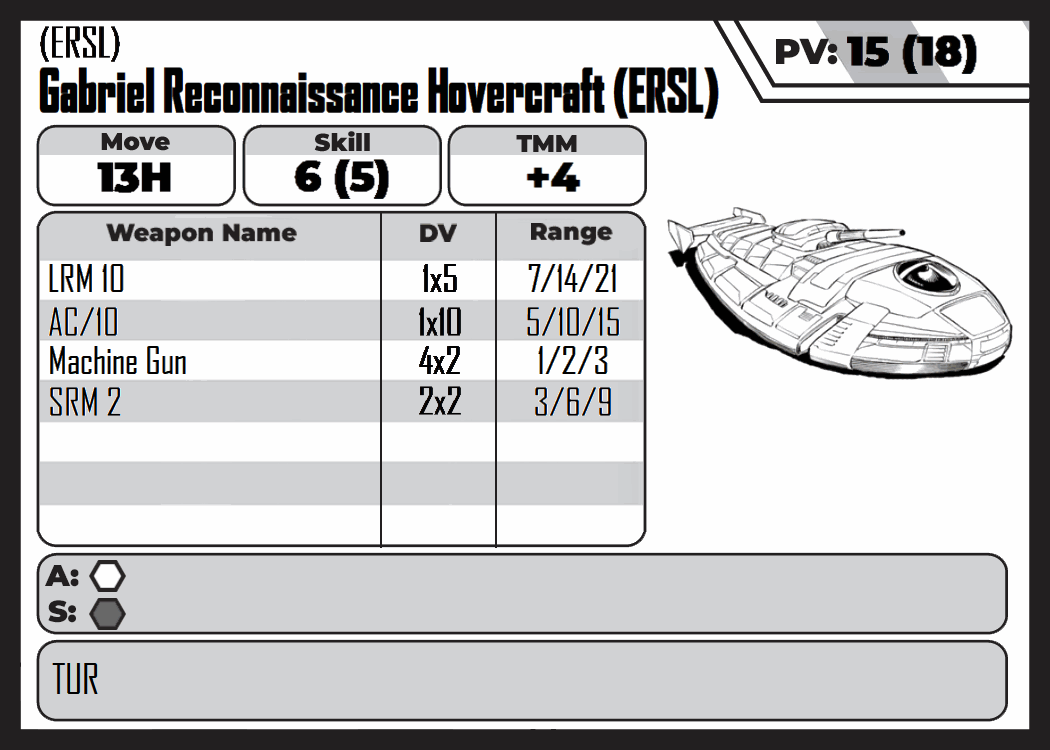 (ERSL)
Gabriel Reconnaissance Hovercraft (ERSL)
PV: 15 (18)
Move Skill TMM
13H 6 (5) +4
Weapon Name DV Range
LRM 10 1x5 7/14/21
AC/10 1x10 5/10/15
Machine Gun 4x2 1/2/3
SRM 2 2x2 3/6/9
A:
S:
TUR